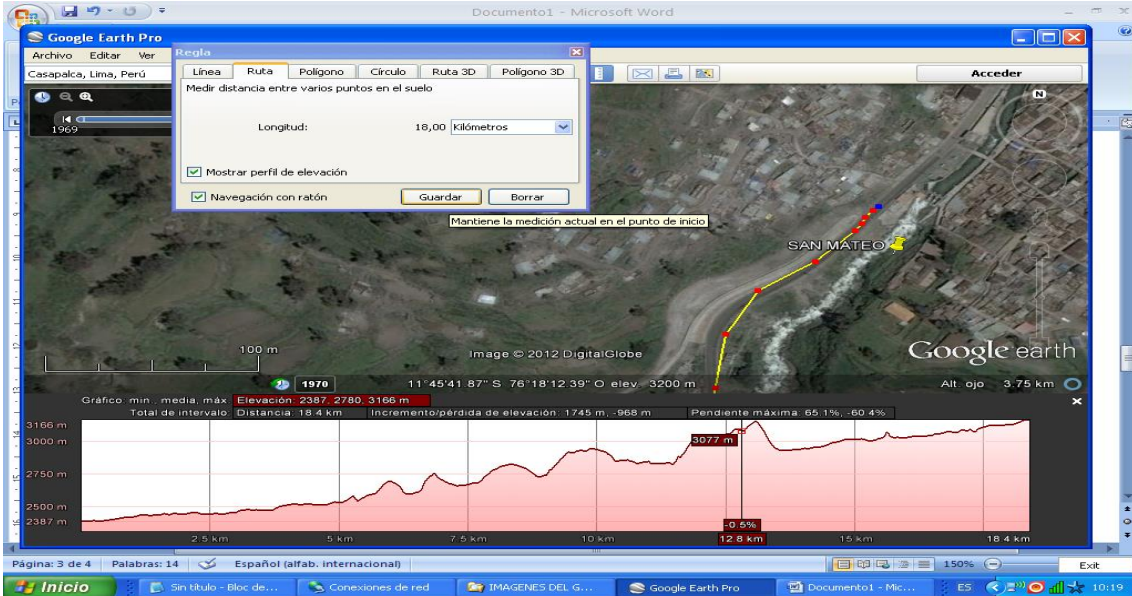 Documento1 - Microsoft Word
Google Earth Pro
Archivo Editar Ver
Regla
Casapalca, Lima, Perú
Línea Ruta Polígono Círculo Ruta 3D Polígono 3D
Acceder
Medir distancia entre varios puntos en el suelo
N
1969
Longitud: 18,00 Kilómetros
Mostrar perfil de elevación
Navegación con ratón Guardar Borrar
Mantiene la medición actual en el punto de inicio
SAN MATEO
100 m
Image © 2012 DigitalGlobe
Google earth
1970
11°45'41.87" S 76°18'12.39" O elev. 3200 m
Alt. ojo 3.75 km
Gráfico: min., media, máx. Elevación: 2387, 2780, 3166 m
Total de intervalo: Distancia: 18.4 km Incremento/pérdida de elevación: 1745 m, -968 m Pendiente máxima: 65.1%, -60.4%
3166 m
3000 m
3077 m
2750 m
2500 m
2387 m
-0.5%
2.5 km 5 km 7.5 km 10 km 12.8 km 15 km 18.4 km
Página: 3 de 4 Palabras: 14 Español (alfab. internacional) 150% Exit
Inicio Sin título - Bloc de... Conexiones de red IMAGENES DEL G... Google Earth Pro Documento1 - Mic... ES 10:19